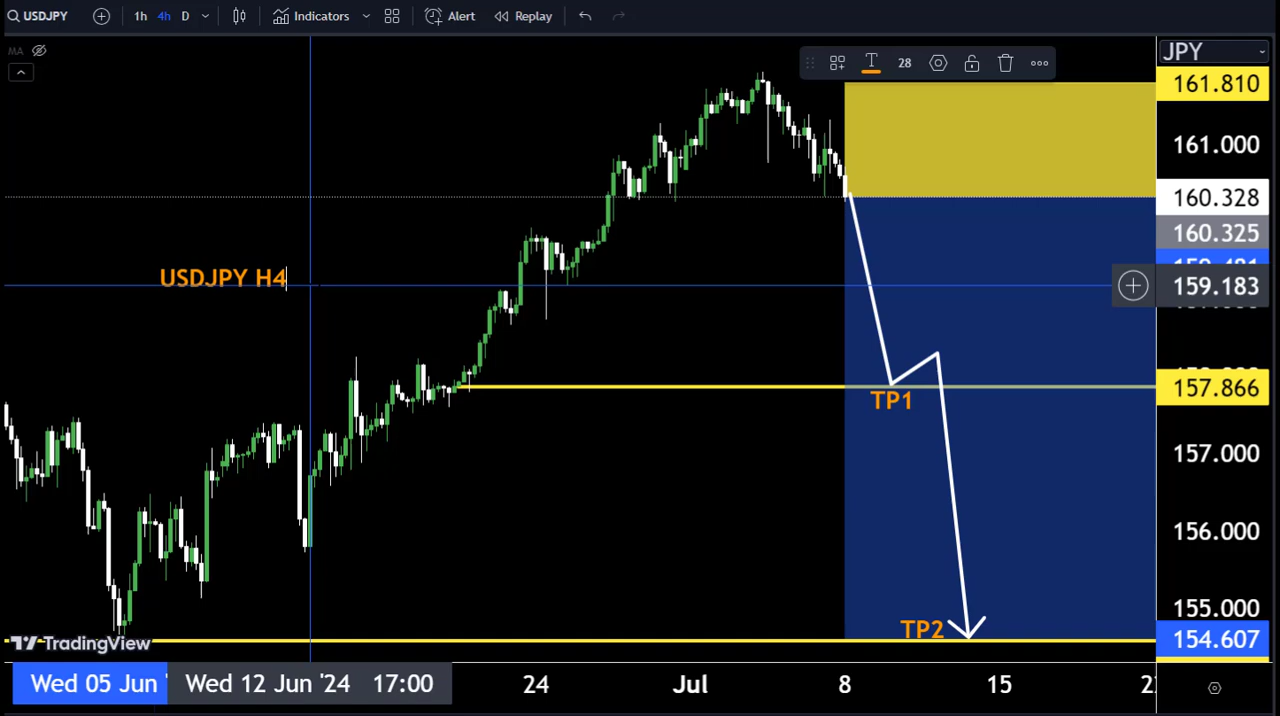 USDJPY 1h 4h D Indicators Alert Replay
MA
28
JPY
161.810
161.000
160.328
160.325
USDJPY H4
159.183
157.866
TP1
157.000
156.000
155.000
TP2
154.607
TradingView
Wed 05 Jun '
Wed 12 Jun '24 17:00
24 Jul 8 15